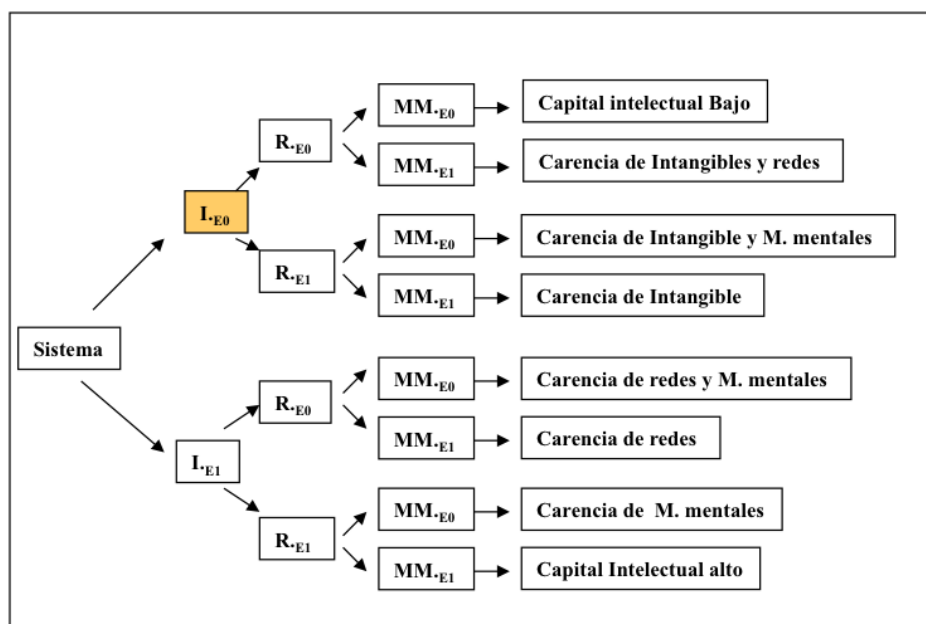 MM.E0 Capital intelectual Bajo
R.E0
MM.E1 Carencia de Intangibles y redes
I.E0
MM.E0 Carencia de Intangible y M. mentales
R.E1
MM.E1 Carencia de Intangible
Sistema
MM.E0 Carencia de redes y M. mentales
R.E0
MM.E1 Carencia de redes
I.E1
MM.E0 Carencia de M. mentales
R.E1
MM.E1 Capital Intelectual alto